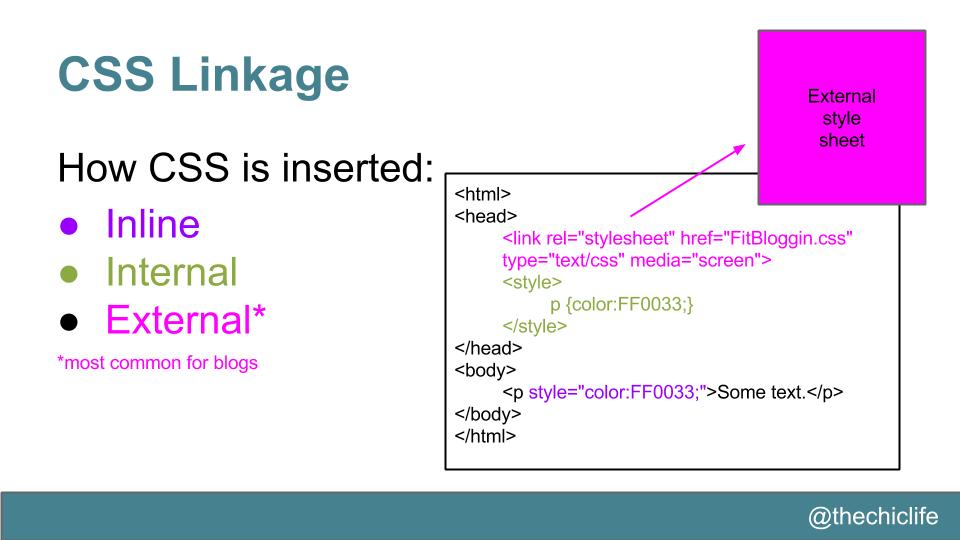 CSS Linkage
How CSS is inserted:
● Inline
● Internal
● External*
*most common for blogs
External
style
sheet
<html>
<head>
<link rel="stylesheet" href="FitBloggin.css"
type="text/css" media="screen">
<style>
p {color:FF0033;}
</style>
</head>
<body>
<p style="color:FF0033;">Some text.</p>
</body>
</html>
@thechiclife